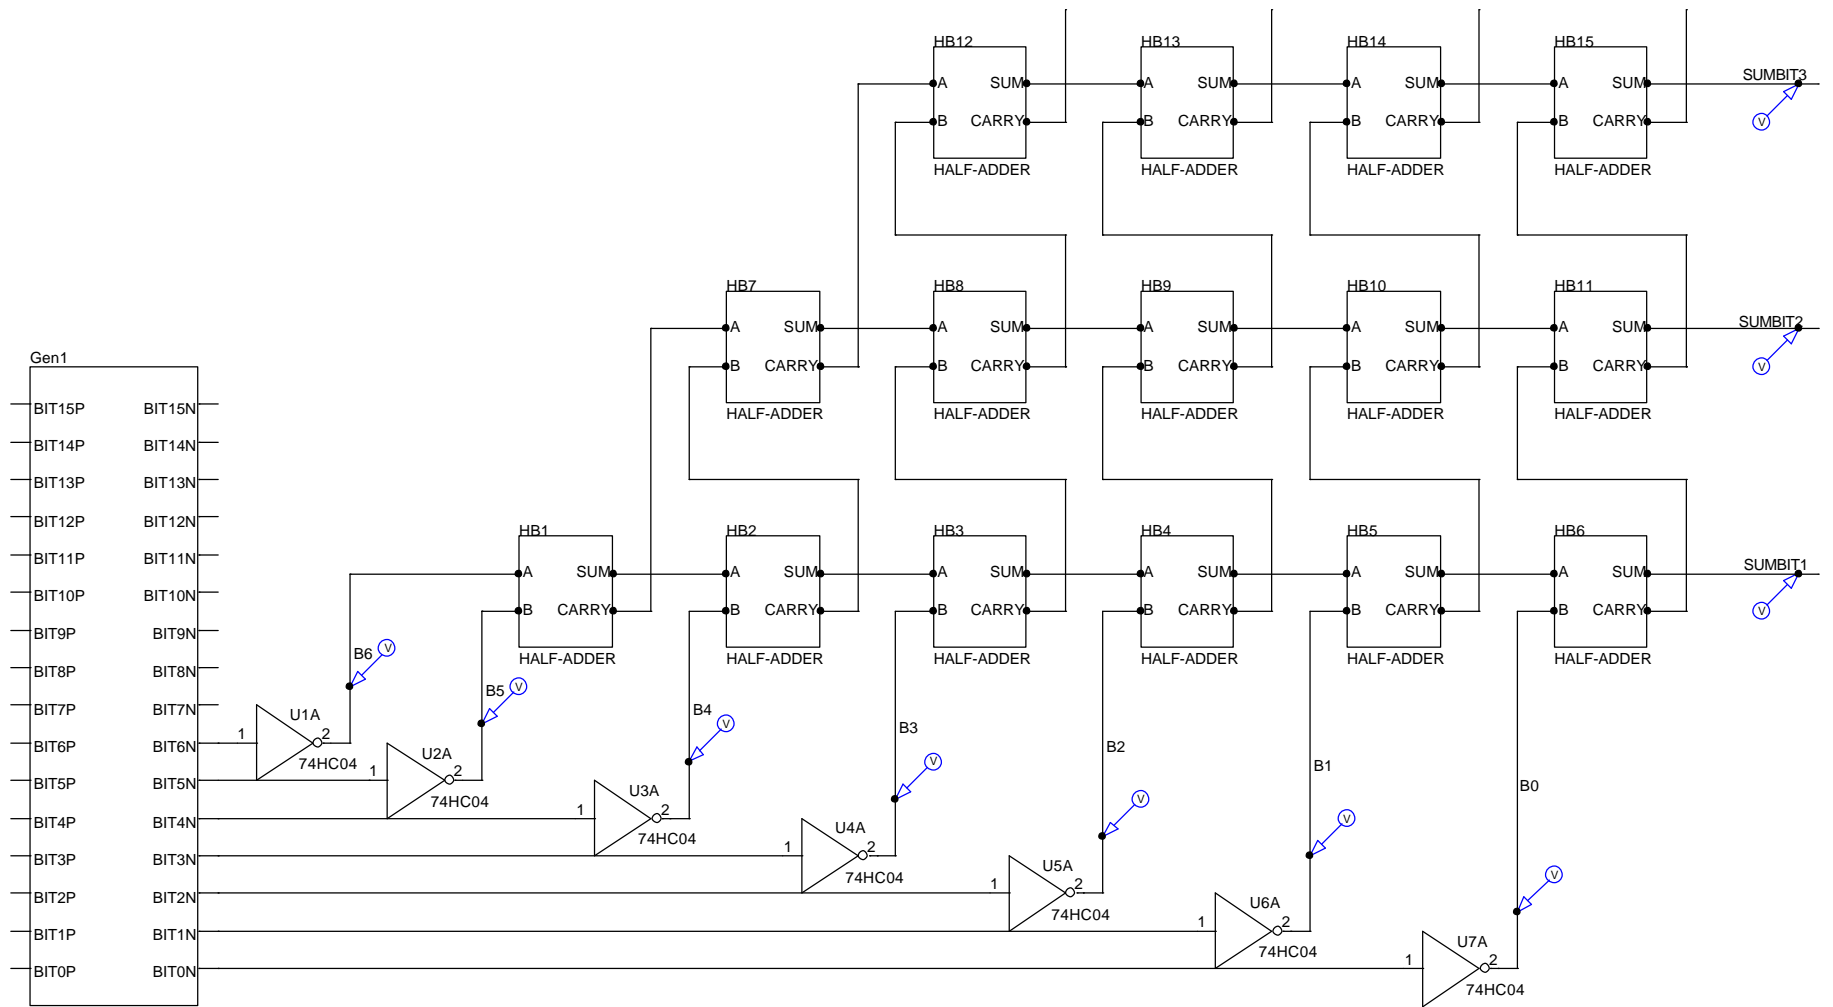 HB12 HB13 HB14 HB15
A SUM A SUM A SUM A SUM SUMBIT3
B CARRY B CARRY B CARRY B CARRY V
HALF-ADDER HALF-ADDER HALF-ADDER HALF-ADDER
HB7 HB8 HB9 HB10 HB11
A SUM A SUM A SUM A SUM A SUM SUMBIT2
B CARRY B CARRY B CARRY B CARRY B CARRY V
HALF-ADDER HALF-ADDER HALF-ADDER HALF-ADDER HALF-ADDER
HB1 HB2 HB3 HB4 HB5 HB6
A SUM A SUM A SUM A SUM A SUM A SUM SUMBIT1
B CARRY B CARRY B CARRY B CARRY B CARRY B CARRY V
HALF-ADDER HALF-ADDER HALF-ADDER HALF-ADDER HALF-ADDER HALF-ADDER
Gen1
BIT15P BIT15N
BIT14P BIT14N
BIT13P BIT13N
BIT12P BIT12N
BIT11P BIT11N
BIT10P BIT10N
BIT9P BIT9N
BIT8P BIT8N
BIT7P BIT7N
BIT6P BIT6N
BIT5P BIT5N
BIT4P BIT4N
BIT3P BIT3N
BIT2P BIT2N
BIT1P BIT1N
BIT0P BIT0N
B6 V
1 U1A 2
74HC04
B5 V
1 U2A 2
74HC04
B4 V
1 U3A 2
74HC04
B3 V
1 U4A 2
74HC04
B2 V
1 U5A 2
74HC04
B1 V
1 U6A 2
74HC04
B0 V
1 U7A 2
74HC04